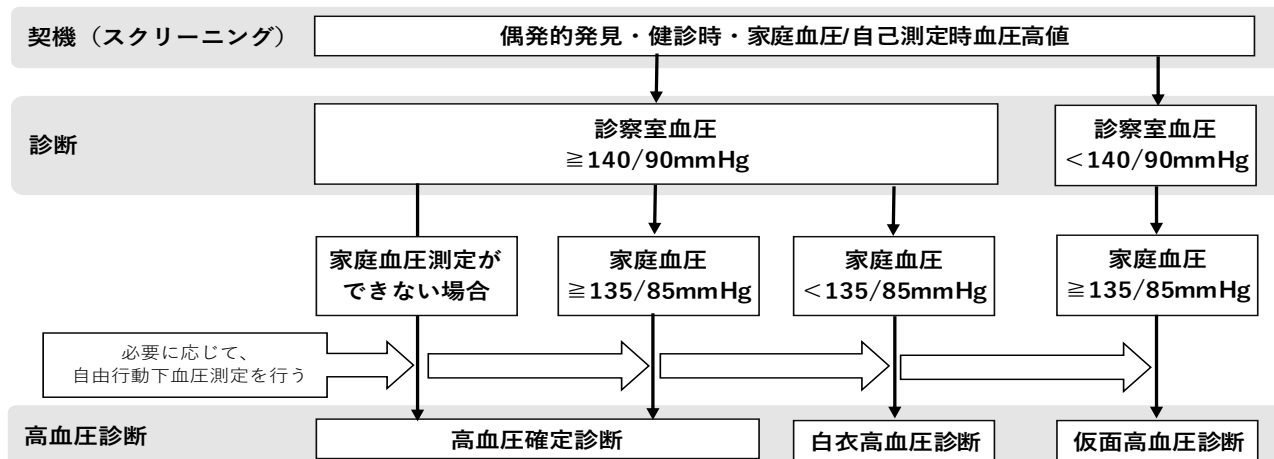 契機（スクリーニング）
偶発的発見・健診時・家庭血圧/自己測定時血圧高値
診断
診察室血圧
≧140/90mmHg
診察室血圧
＜140/90mmHg
家庭血圧測定が
できない場合
家庭血圧
≧135/85mmHg
家庭血圧
＜135/85mmHg
家庭血圧
≧135/85mmHg
必要に応じて、
自由行動下血圧測定を行う
高血圧診断
高血圧確定診断
白衣高血圧診断
仮面高血圧診断